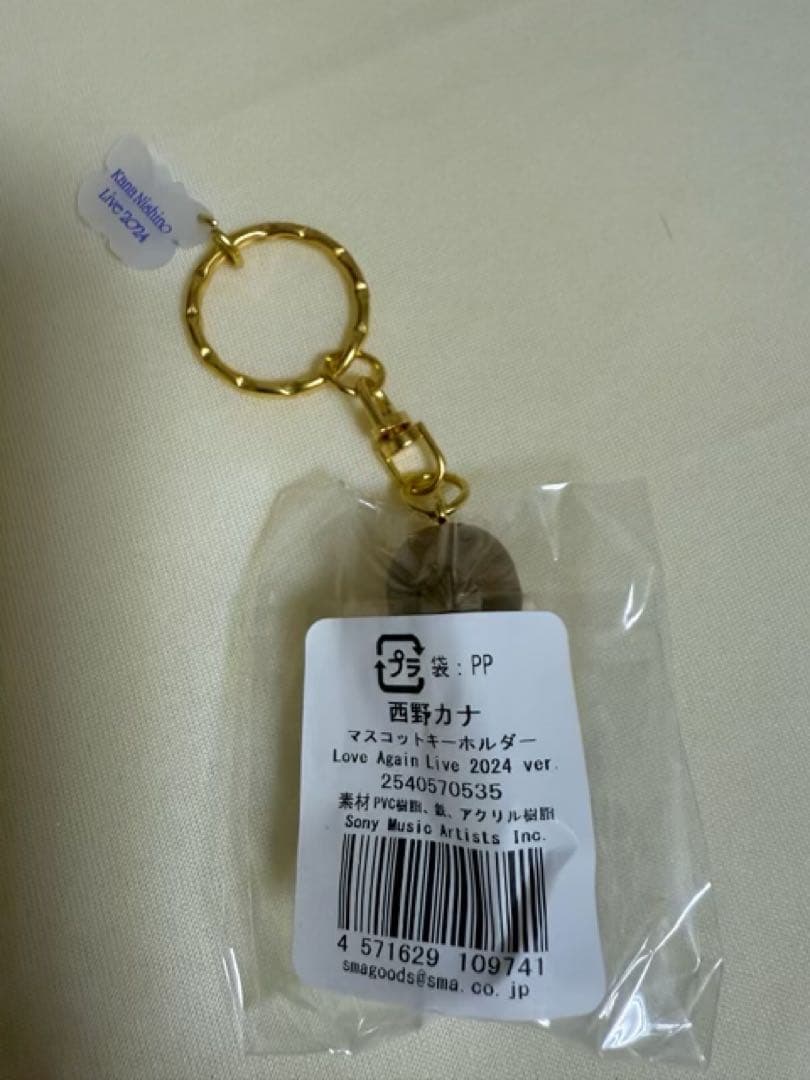 Kana Nishino
Live 2024
プラ 袋:PP
西野カナ
マスコットキーホルダー
Love Again Live 2024 ver.
2540570535
素材PVC樹脂、鉄、アクリル樹脂
Sony Music Artists Inc.
4 571629 109741
smagoods@sma.co.jp